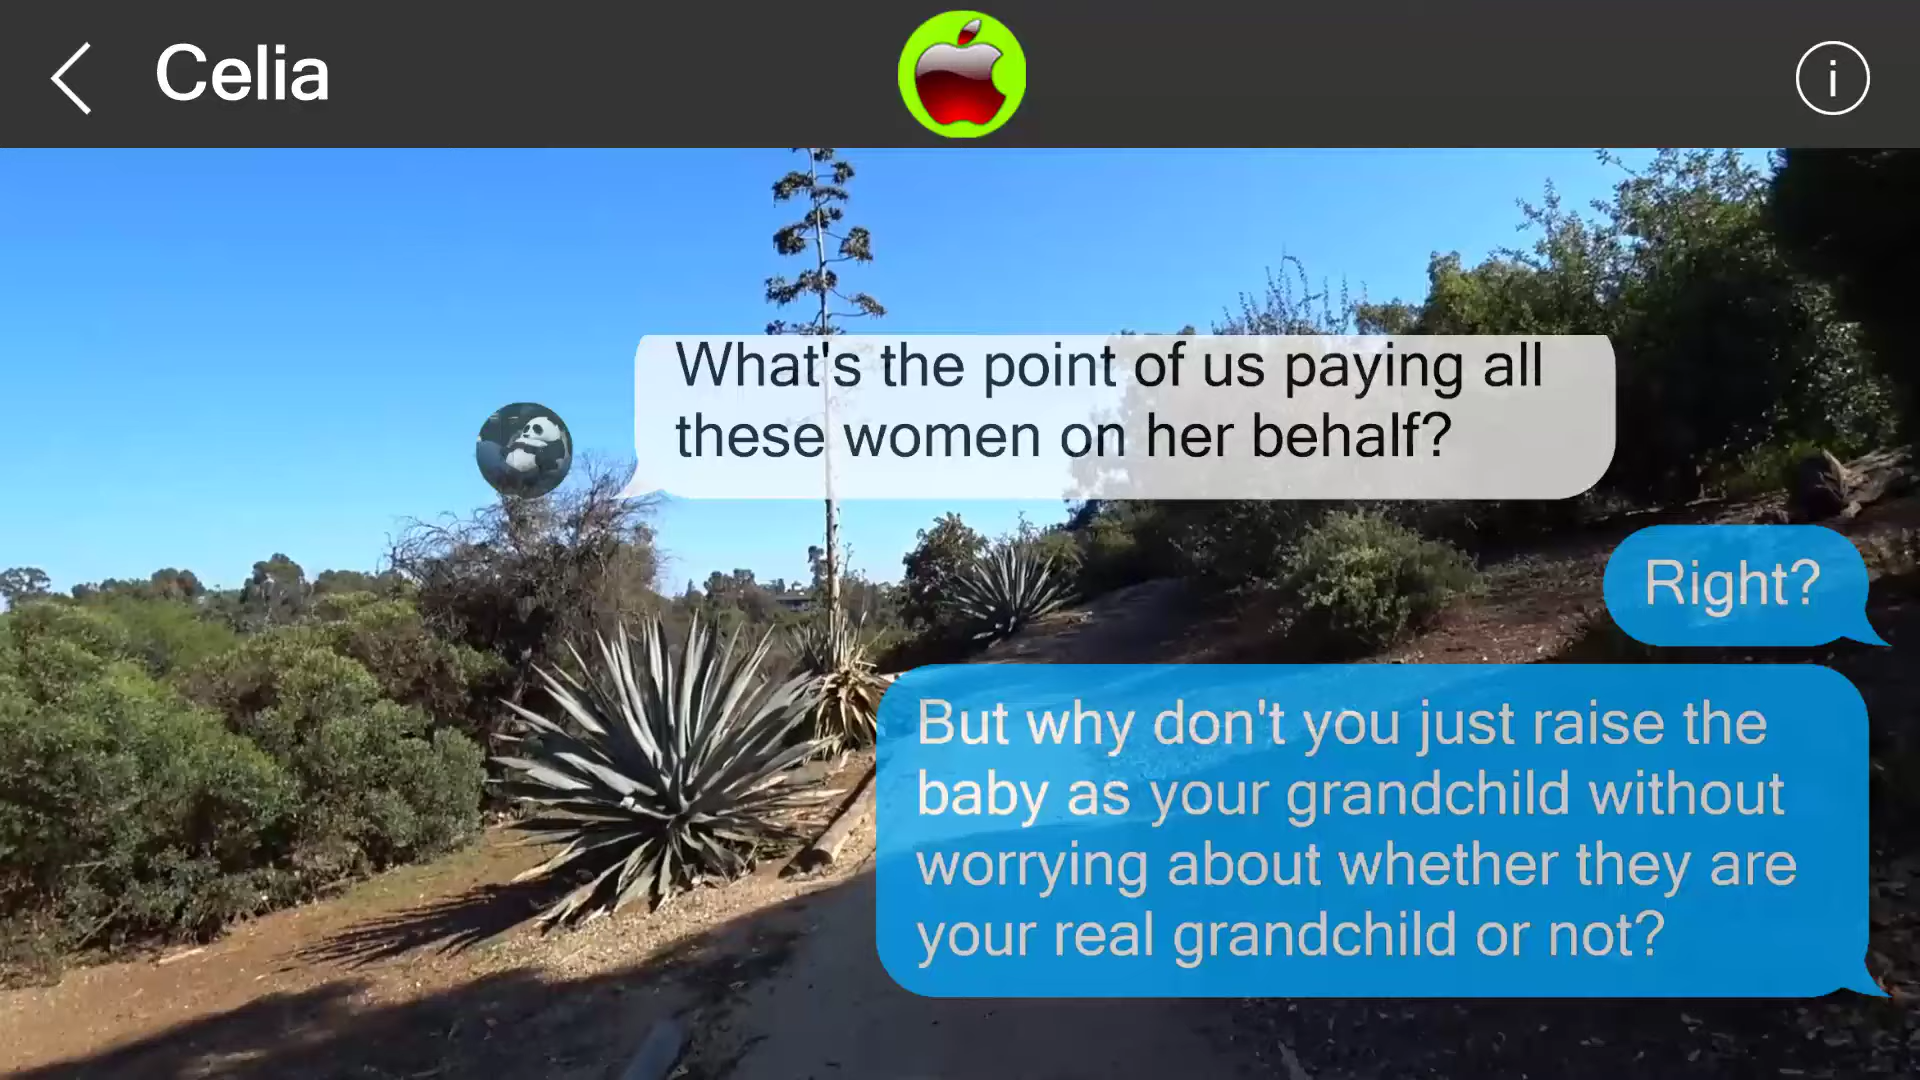 Celia
What's the point of us paying all
these women on her behalf?
Right?
But why don't you just raise the
baby as your grandchild without
worrying about whether they are
your real grandchild or not?